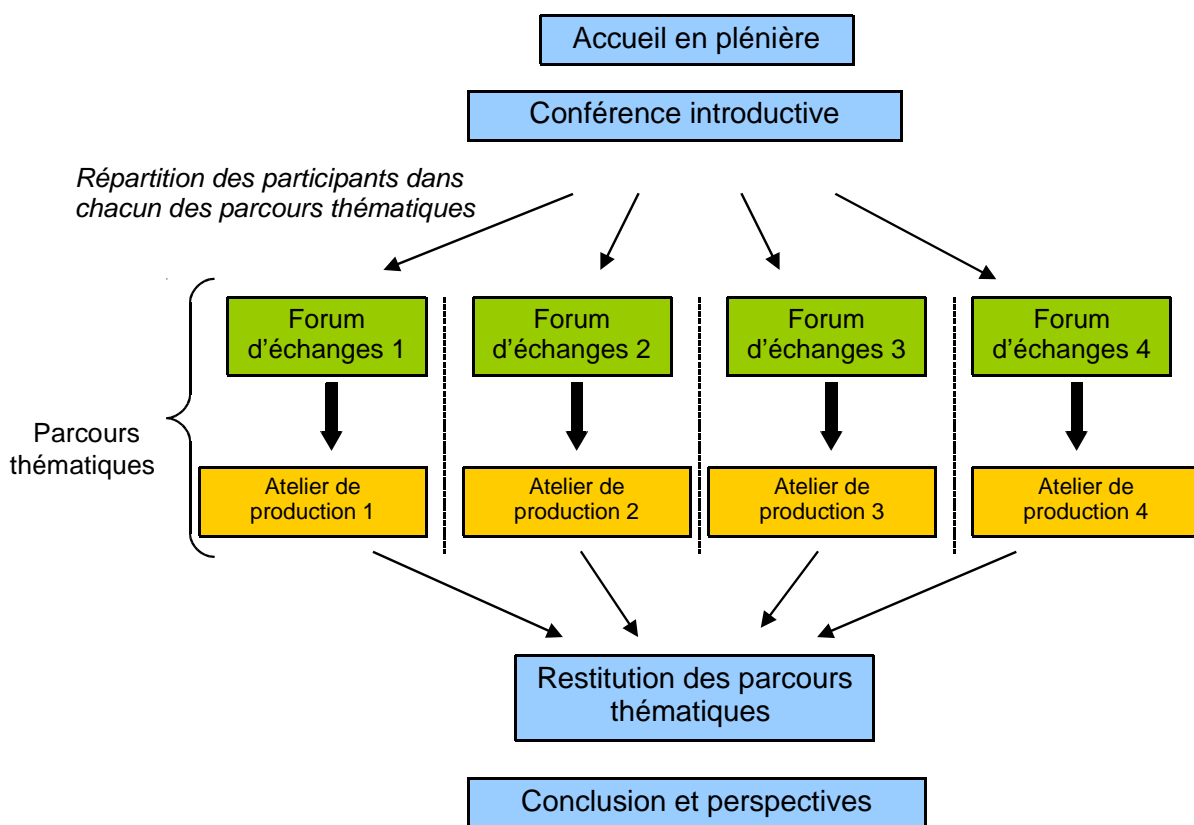 Accueil en plénière
Conférence introductive
Répartition des participants dans
chacun des parcours thématiques
Forum
d'échanges 1
Forum
d'échanges 2
Forum
d'échanges 3
Forum
d'échanges 4
Parcours
thématiques
Atelier de
production 1
Atelier de
production 2
Atelier de
production 3
Atelier de
production 4
Restitution des parcours
thématiques
Conclusion et perspectives